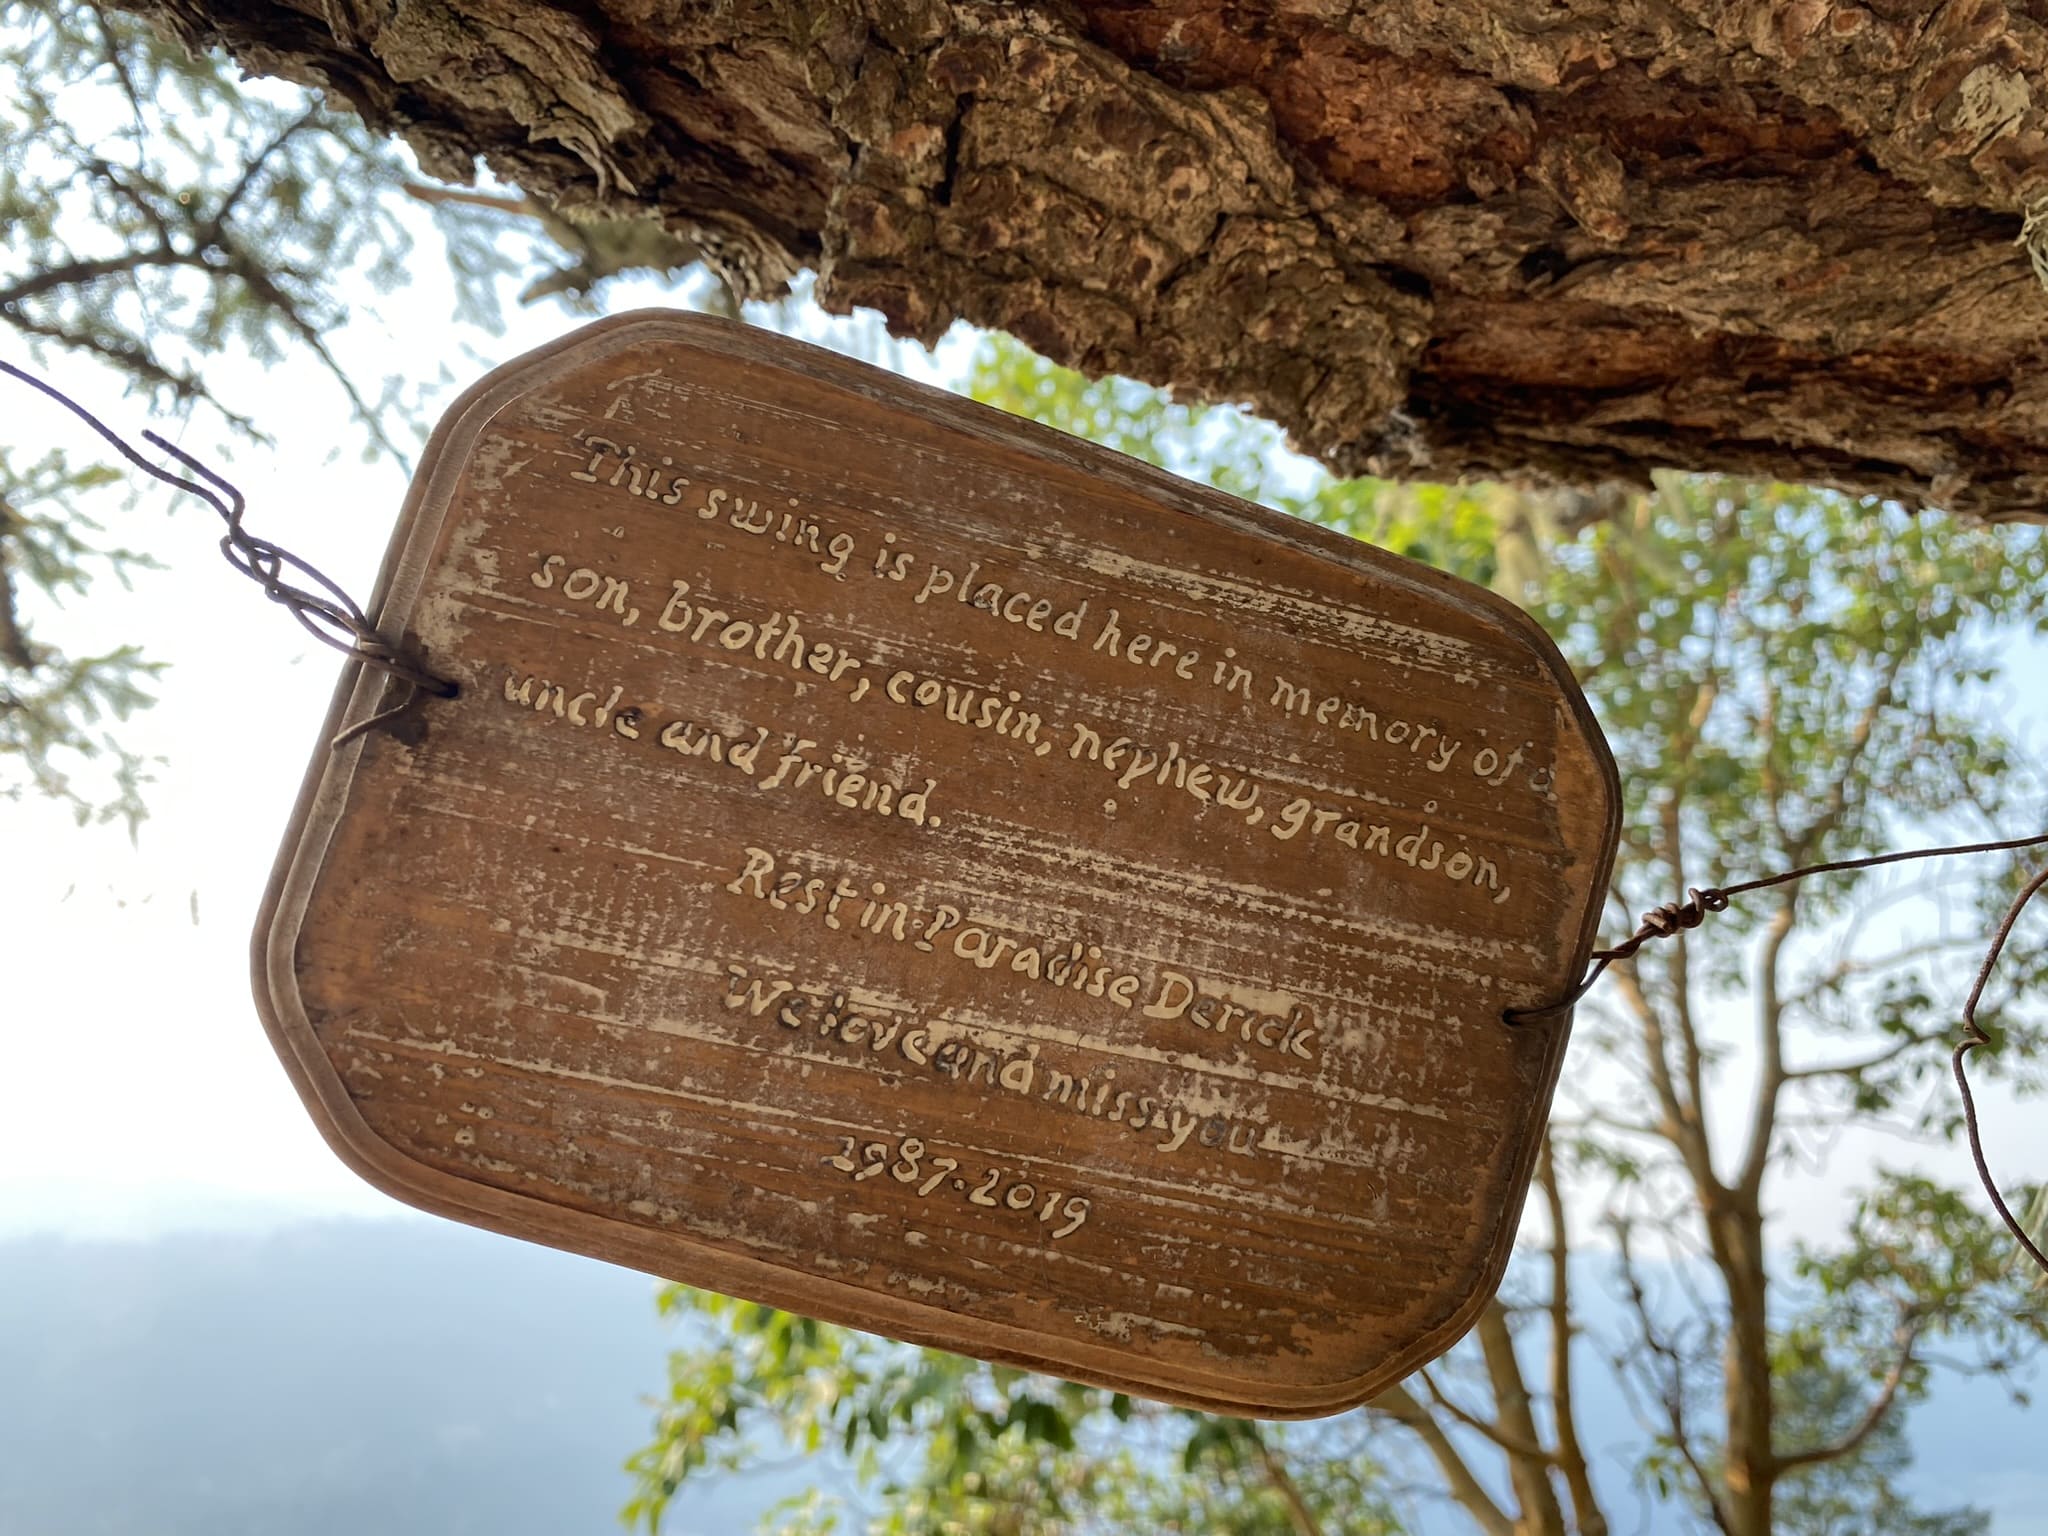 This swing is placed here in memory of a
son, brother, cousin, nephew, grandson,
uncle and friend.
Rest in Paradise Derick
We love and miss you
1987-2019